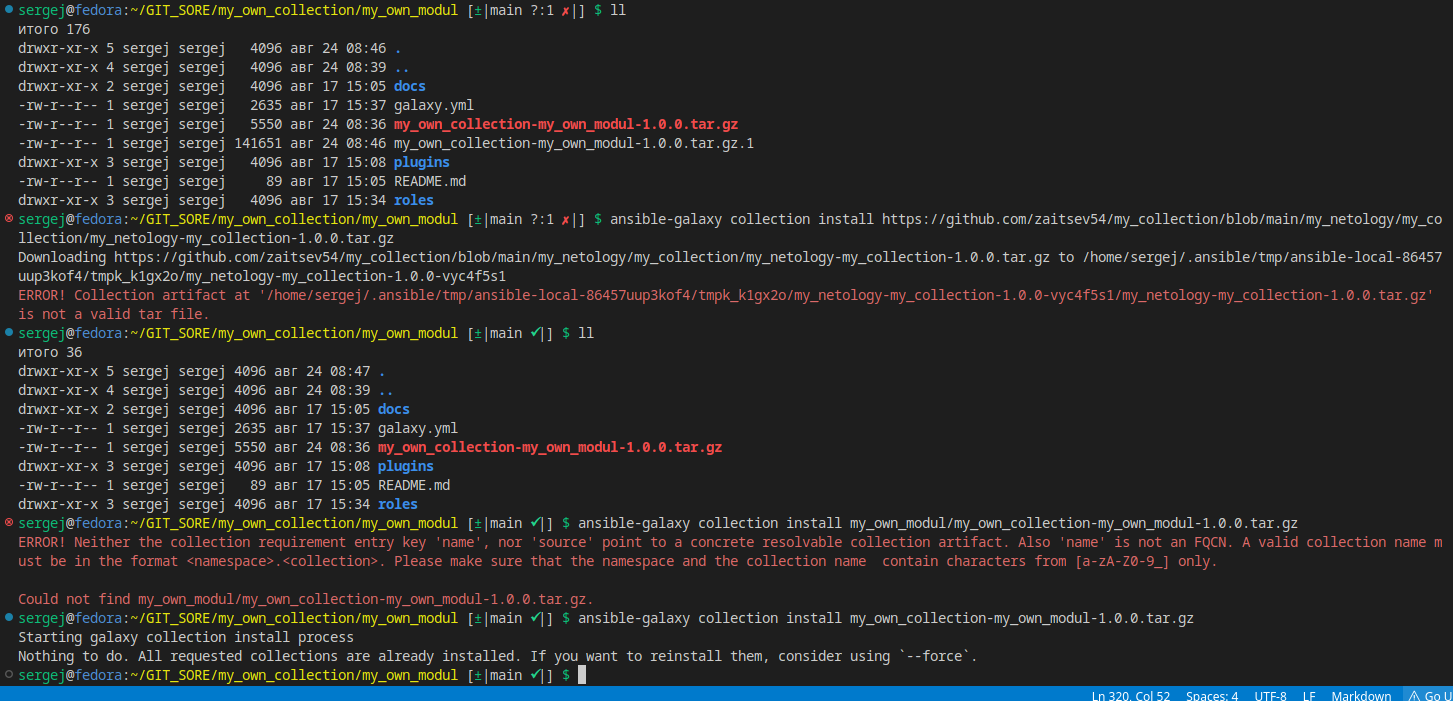 sergej@fedora:~/GIT_SORE/my_own_collection/my_own_modul [±|main ?:1 ✗|] $ ll
итого 176
drwxr-xr-x 5 sergej sergej   4096 авг 24 08:46 .
drwxr-xr-x 4 sergej sergej   4096 авг 24 08:39 ..
drwxr-xr-x 2 sergej sergej   4096 авг 17 15:05 docs
-rw-r--r-- 1 sergej sergej   2635 авг 17 15:37 galaxy.yml
-rw-r--r-- 1 sergej sergej   5550 авг 24 08:36 my_own_collection-my_own_modul-1.0.0.tar.gz
-rw-r--r-- 1 sergej sergej 141651 авг 24 08:46 my_own_collection-my_own_modul-1.0.0.tar.gz.1
drwxr-xr-x 3 sergej sergej   4096 авг 17 15:08 plugins
-rw-r--r-- 1 sergej sergej     89 авг 17 15:05 README.md
drwxr-xr-x 3 sergej sergej   4096 авг 17 15:34 roles
sergej@fedora:~/GIT_SORE/my_own_collection/my_own_modul [±|main ?:1 ✗|] $ ansible-galaxy collection install https://github.com/zaitsev54/my_collection/blob/main/my_netology/my_co
llection/my_netology-my_collection-1.0.0.tar.gz
Downloading https://github.com/zaitsev54/my_collection/blob/main/my_netology/my_collection/my_netology-my_collection-1.0.0.tar.gz to /home/sergej/.ansible/tmp/ansible-local-86457
uup3kof4/tmpk_k1gx2o/my_netology-my_collection-1.0.0-vyc4f5s1
ERROR! Collection artifact at '/home/sergej/.ansible/tmp/ansible-local-86457uup3kof4/tmpk_k1gx2o/my_netology-my_collection-1.0.0-vyc4f5s1/my_netology-my_collection-1.0.0.tar.gz'
is not a valid tar file.
sergej@fedora:~/GIT_SORE/my_own_collection/my_own_modul [±|main ✓|] $ ll
итого 36
drwxr-xr-x 5 sergej sergej 4096 авг 24 08:47 .
drwxr-xr-x 4 sergej sergej 4096 авг 24 08:39 ..
drwxr-xr-x 2 sergej sergej 4096 авг 17 15:05 docs
-rw-r--r-- 1 sergej sergej 2635 авг 17 15:37 galaxy.yml
-rw-r--r-- 1 sergej sergej 5550 авг 24 08:36 my_own_collection-my_own_modul-1.0.0.tar.gz
drwxr-xr-x 3 sergej sergej 4096 авг 17 15:08 plugins
-rw-r--r-- 1 sergej sergej   89 авг 17 15:05 README.md
drwxr-xr-x 3 sergej sergej 4096 авг 17 15:34 roles
sergej@fedora:~/GIT_SORE/my_own_collection/my_own_modul [±|main ✓|] $ ansible-galaxy collection install my_own_modul/my_own_collection-my_own_modul-1.0.0.tar.gz
ERROR! Neither the collection requirement entry key 'name', nor 'source' point to a concrete resolvable collection artifact. Also 'name' is not an FQCN. A valid collection name m
ust be in the format <namespace>.<collection>. Please make sure that the namespace and the collection name  contain characters from [a-zA-Z0-9_] only.
Could not find my_own_modul/my_own_collection-my_own_modul-1.0.0.tar.gz.
sergej@fedora:~/GIT_SORE/my_own_collection/my_own_modul [±|main ✓|] $ ansible-galaxy collection install my_own_collection-my_own_modul-1.0.0.tar.gz
Starting galaxy collection install process
Nothing to do. All requested collections are already installed. If you want to reinstall them, consider using `--force`.
sergej@fedora:~/GIT_SORE/my_own_collection/my_own_modul [±|main ✓|] $
Ln 320, Col 52 Spaces: 4 UTF-8 LF Markdown Go U